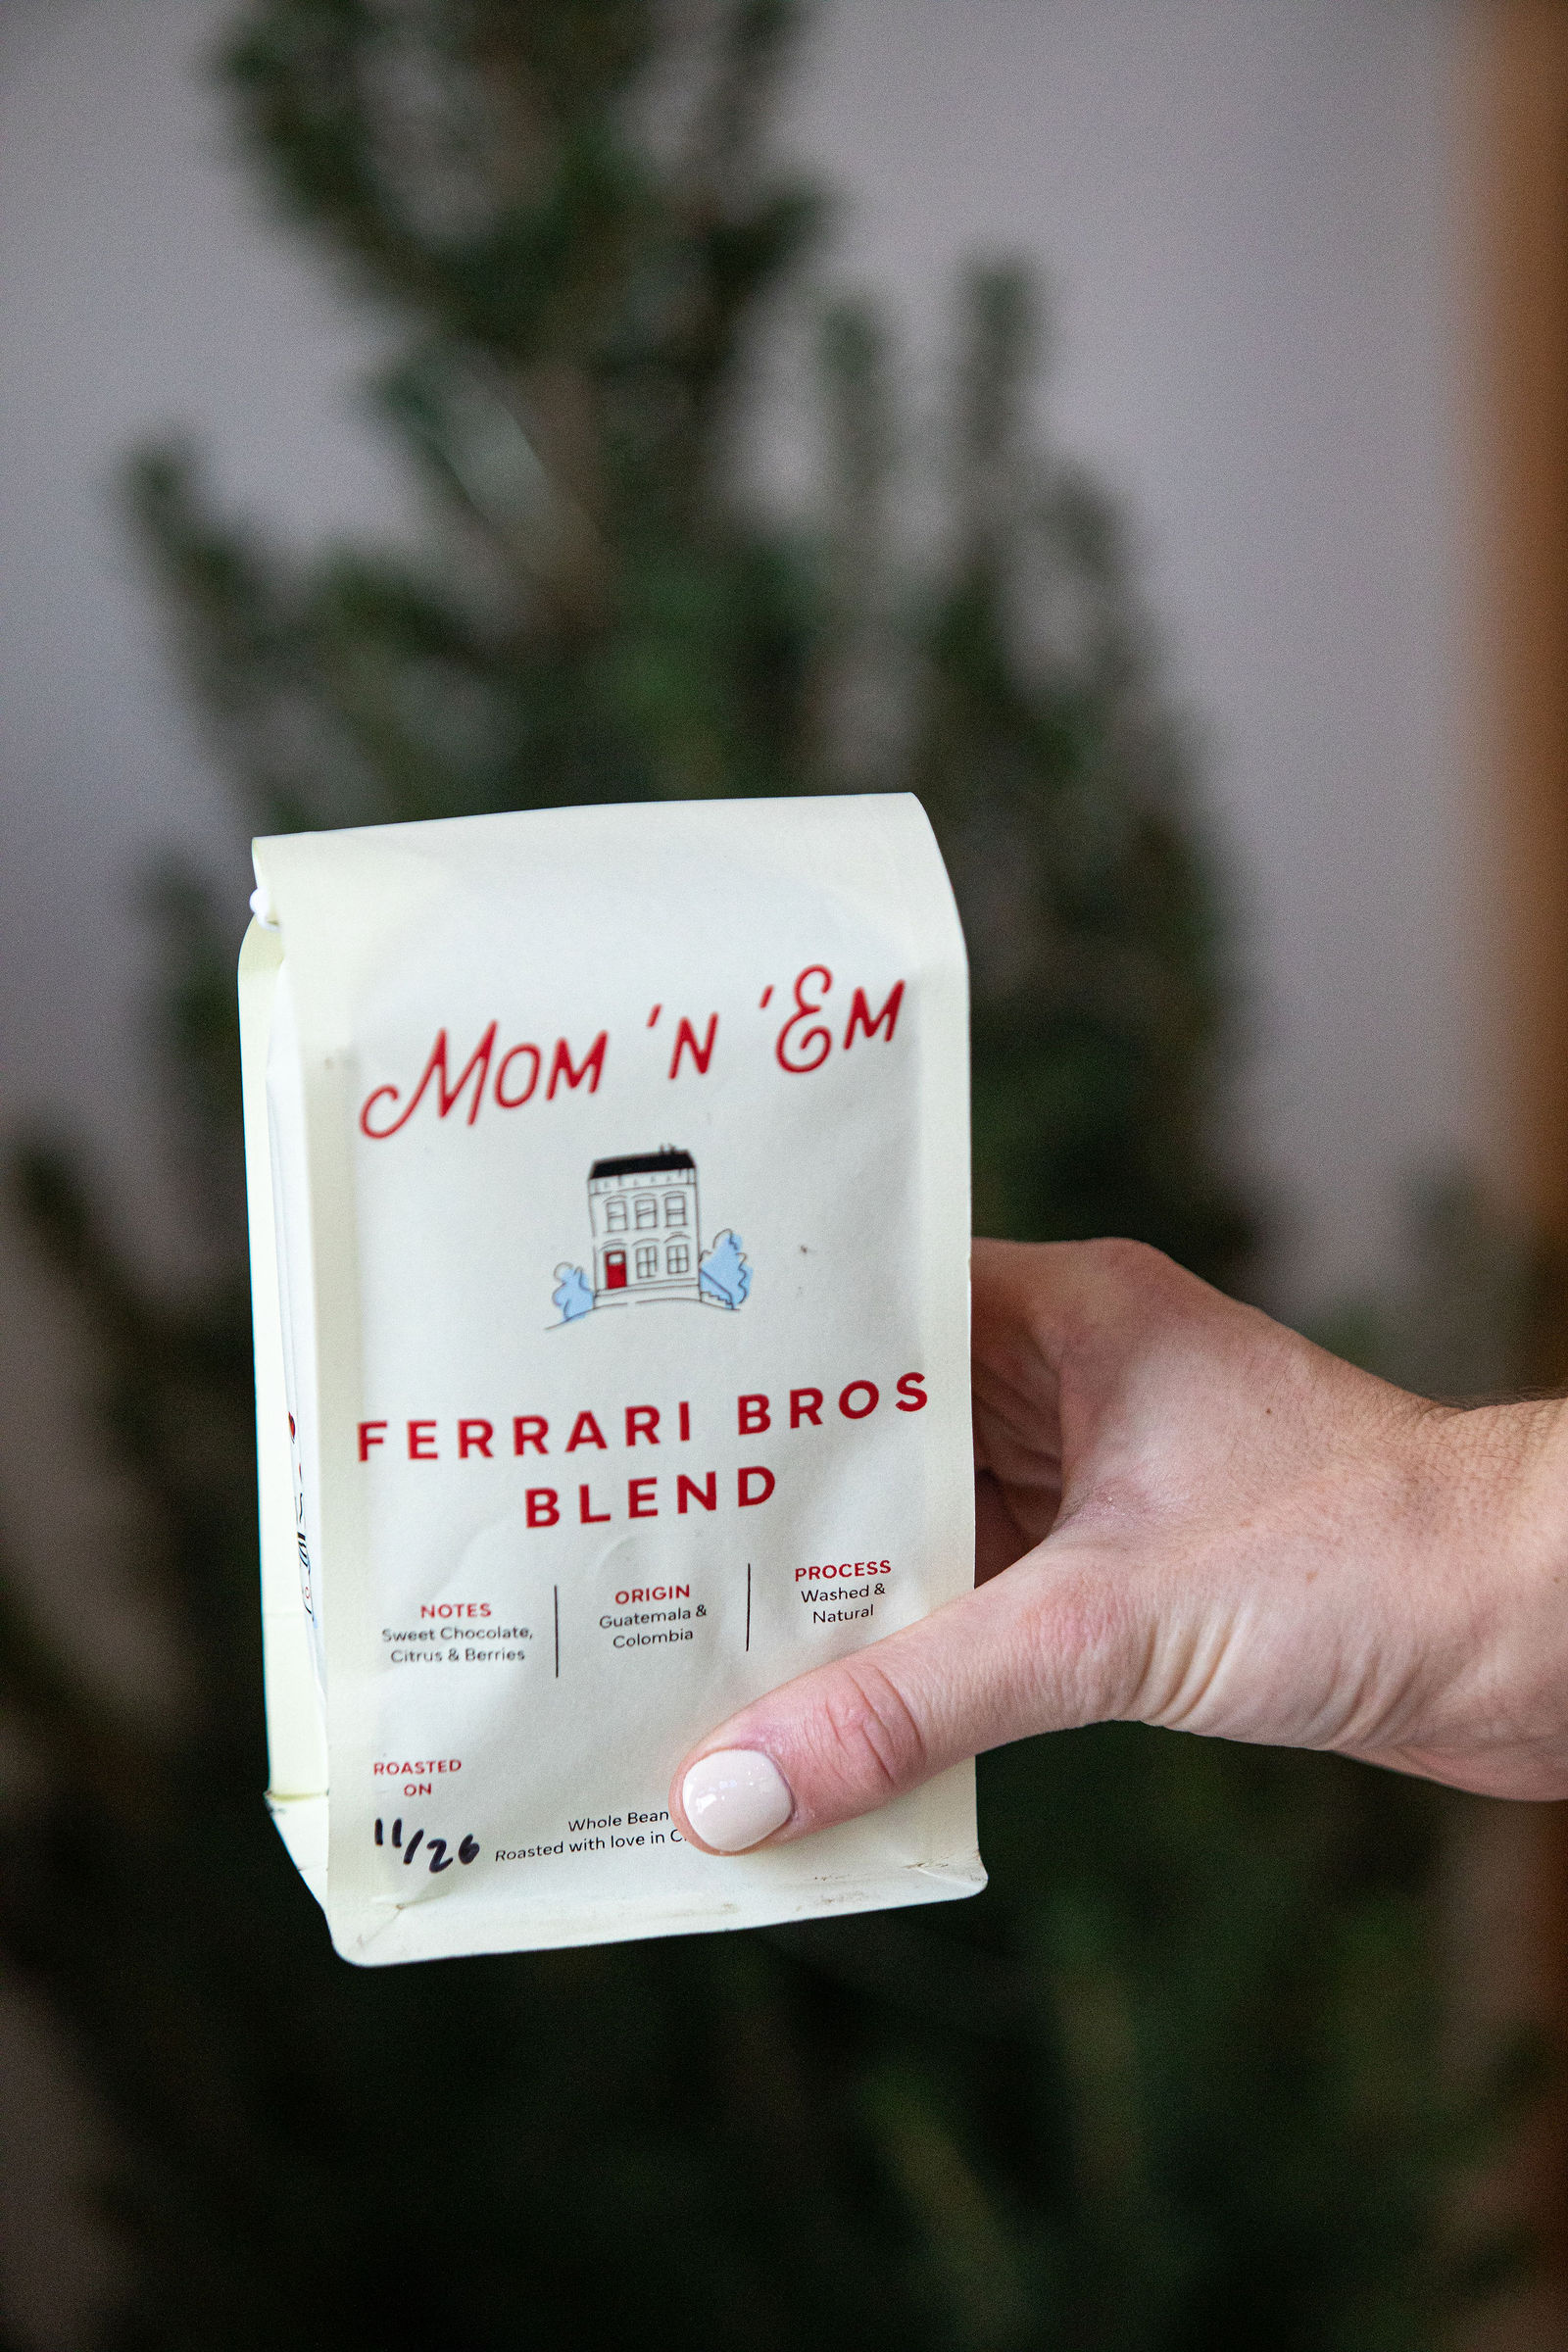 MOM 'N 'EM
FERRARI BROS
BLEND
NOTES
Sweet Chocolate,
Citrus & Berries
ORIGIN
Guatemala &
Colombia
PROCESS
Washed &
Natural
ROASTED
ON
11/26
Whole Bean
Roasted with love in